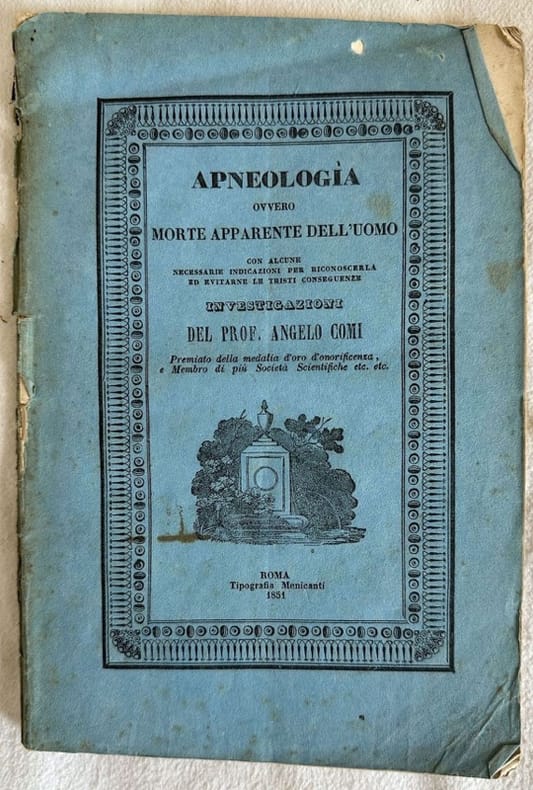 APNEOLOGÌA
OVVERO
MORTE APPARENTE DELL'UOMO
CON ALCUNE
NECESSARIE INDICAZIONI PER RICONOSCERLA
ED EVITARNE LE TRISTI CONSEGUENZE
INVESTIGAZIONI
DEL PROF. ANGELO COMI
Premiato della medalia d'oro d'onorificenza,
e Membro di più Società Scientifiche etc. etc.
ROMA
Tipografia Menicanti
1851